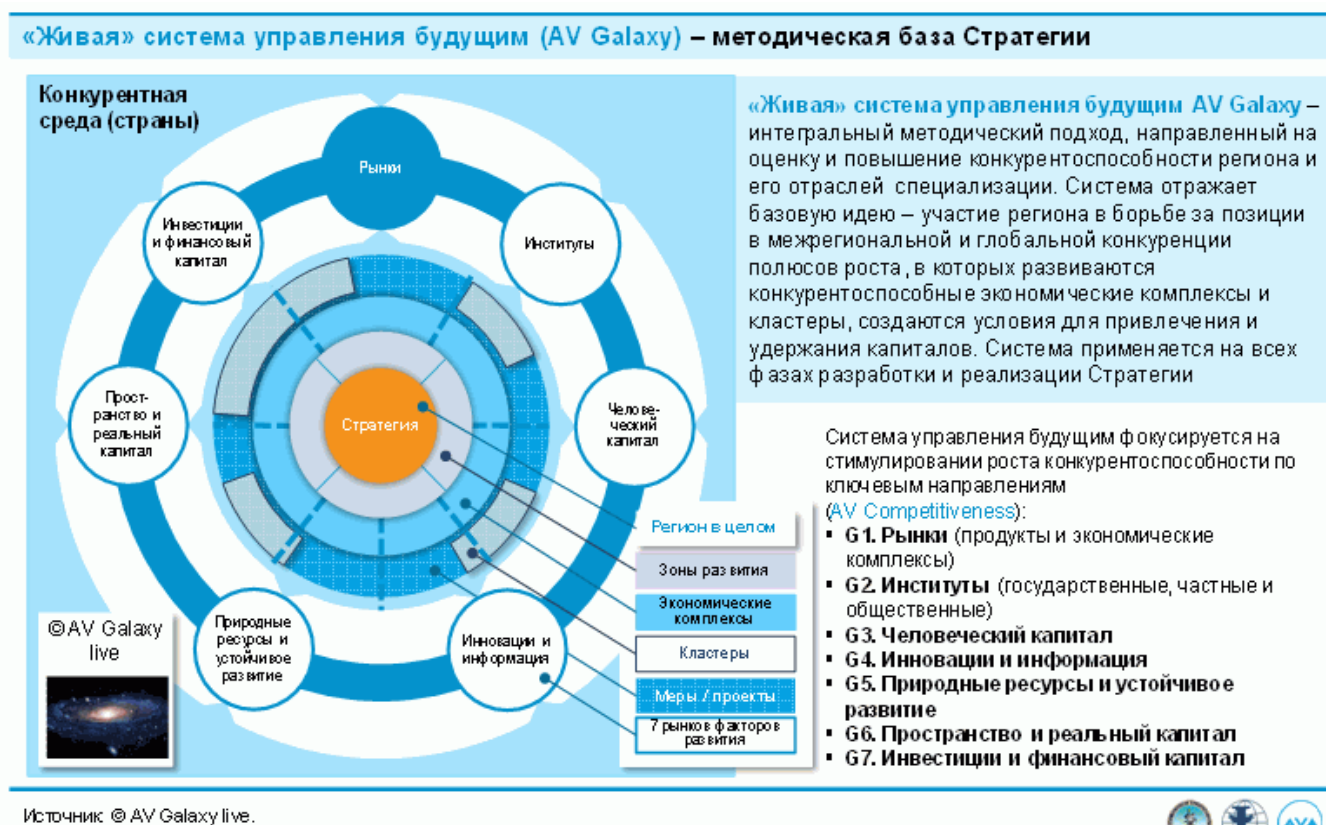 «Живая» система управления будущим (AV Galaxy) – методическая база Стратегии
Конкурентная
среда (страны)
Рынки
Инвестиции
и финансовый
капитал
Институты
Прост-
ранство и
реальный
капитал
Стратегия
Челове-
ческий
капитал
Природные
ресурсы и
устойчивое
развитие
Инновации и
информация
©AV Galaxy
live
Регион в целом
Зоны развития
Экономические
комплексы
Кластеры
Меры / проекты
7 рынков факторов
развития
«Живая» система управления будущим AV Galaxy –
интегральный методический подход, направленный на
оценку и повышение конкурентоспособности региона и
его отраслей специализации. Система отражает
базовую идею – участие региона в борьбе за позиции
в межрегиональной и глобальной конкуренции
полюсов роста, в которых развиваются
конкурентоспособные экономические комплексы и
кластеры, создаются условия для привлечения и
удержания капиталов. Система применяется на всех
фазах разработки и реализации Стратегии
Система управления будущим фокусируется на
стимулировании роста конкурентоспособности по
ключевым направлениям
(AV Competitiveness):
▪ G1. Рынки (продукты и экономические
комплексы)
▪ G2. Институты (государственные, частные и
общественные)
▪ G3. Человеческий капитал
▪ G4. Инновации и информация
▪ G5. Природные ресурсы и устойчивое
развитие
▪ G6. Пространство и реальный капитал
▪ G7. Инвестиции и финансовый капитал
Источник: © AV Galaxy live.